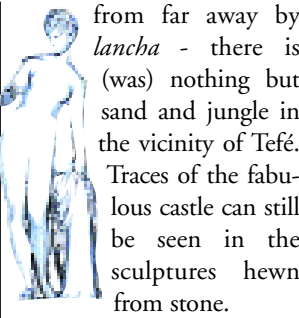 from far away by
lancha - there is
(was) nothing but
sand and jungle in
the vicinity of Tefé.
Traces of the fabu-
lous castle can still
be seen in the
sculptures hewn
from stone.